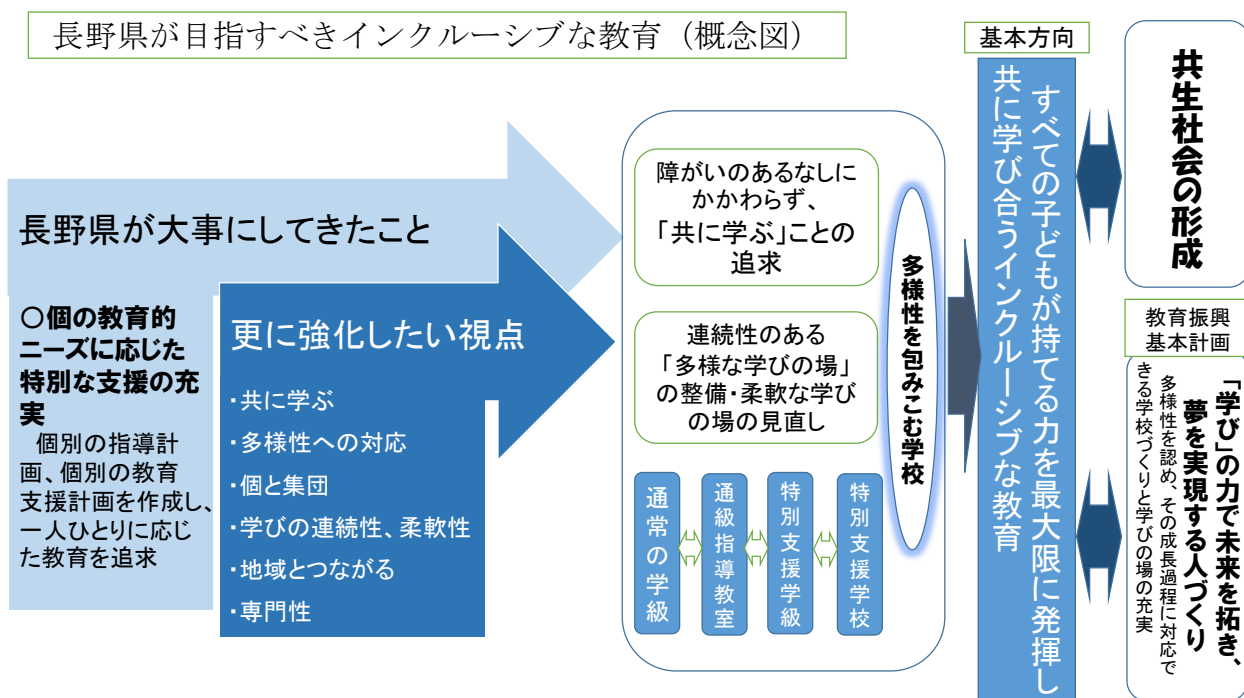 長野県が目指すべきインクルーシブな教育（概念図）
長野県が大事にしてきたこと
○個の教育的
ニーズに応じた
特別な支援の充
実
個別の指導計
画、個別の教育
支援計画を作成し、
一人ひとりに応じ
た教育を追求
更に強化したい視点
・共に学ぶ
・多様性への対応
・個と集団
・学びの連続性、柔軟性
・地域とつながる
・専門性
障がいのあるなしに
かかわらず、
「共に学ぶ」ことの
追求
連続性のある
「多様な学びの場」
の整備・柔軟な学び
の場の見直し
通常の学級
通級指導教室
特別支援学級
特別支援学校
多様性を包みこむ学校
基本方向
すべての子どもが持てる力を最大限に発揮し
共に学び合うインクルーシブな教育
共生社会の形成
教育振興
基本計画
「学び」の力で未来を拓き、
夢を実現する人づくり
多様性を認め、その成長過程に対応で
きる学校づくりと学びの場の充実